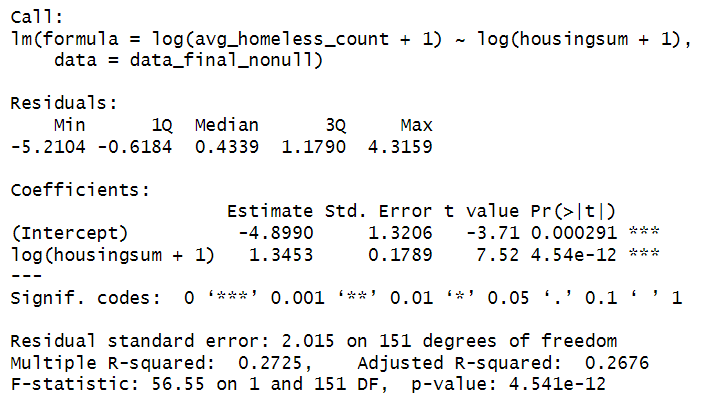 Call:
lm(formula = log(avg_homeless_count + 1) ~ log(housingsum + 1),
    data = data_final_nonull)

Residuals:
    Min      1Q  Median      3Q     Max
-5.2104 -0.6184  0.4339  1.1790  4.3159

Coefficients:
                    Estimate Std. Error t value Pr(>|t|)
(Intercept)          -4.8990     1.3206   -3.71 0.000291 ***
log(housingsum + 1)   1.3453     0.1789    7.52 4.54e-12 ***
---
Signif. codes:  0 ‘***’ 0.001 ‘**’ 0.01 ‘*’ 0.05 ‘.’ 0.1 ‘ ’ 1

Residual standard error: 2.015 on 151 degrees of freedom
Multiple R-squared:  0.2725,    Adjusted R-squared:  0.2676
F-statistic: 56.55 on 1 and 151 DF,  p-value: 4.541e-12